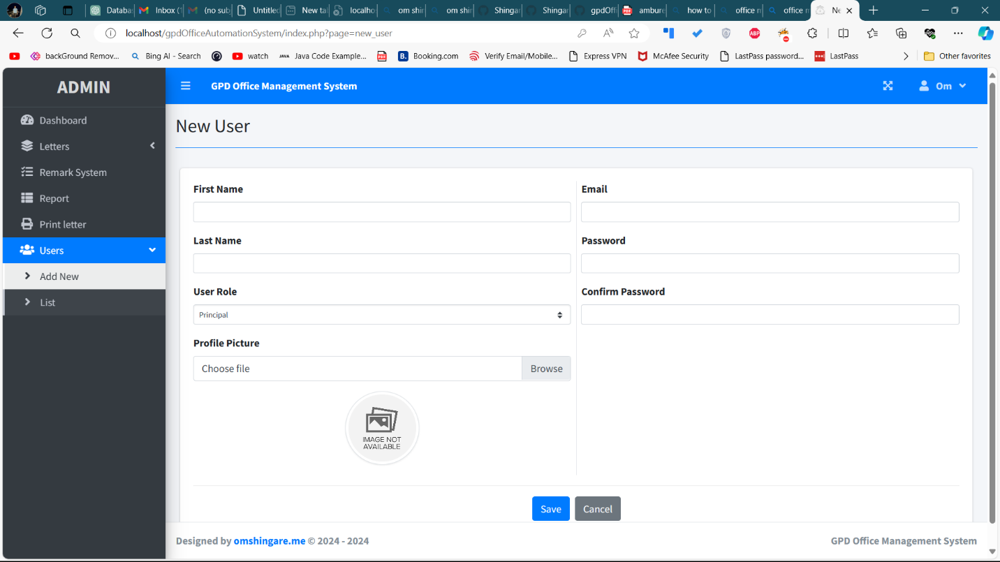 Databas
Inbox (1
(no sub
Untitled
New ta
localho
om shir
om shir
Shingar
Shingar
gpdOffi
ambure
how to
office n
office m
Ne
localhost/gpdOfficeAutomationSystem/index.php?page=new_user
backGround Remov...
Bing AI - Search
watch
Java Code Example...
Booking.com
Verify Email/Mobile...
Express VPN
McAfee Security
LastPass password...
LastPass
Other favorites
ADMIN
GPD Office Management System
Om
Dashboard
Letters
Remark System
Report
Print letter
Users
Add New
List
New User
First Name
Email
Last Name
Password
User Role
Confirm Password
Principal
Profile Picture
Choose file
Browse
IMAGE NOT
AVAILABLE
Save
Cancel
Designed by omshingare.me © 2024 - 2024
GPD Office Management System